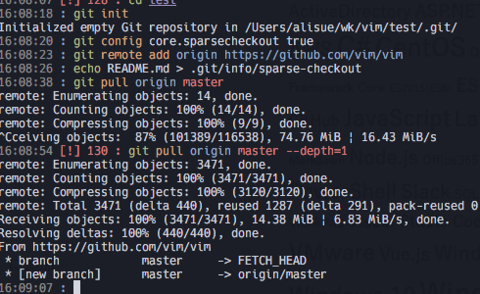 16:08:07 [!] 128 : cd test
16:08:18 : git init
Initialized empty Git repository in /Users/alisue/wk/vim/test/.git/
16:08:20 : git config core.sparsecheckout true
16:08:23 : git remote add origin https://github.com/vim/vim
16:08:26 : echo README.md > .git/info/sparse-checkout
16:08:38 : git pull origin master
remote: Enumerating objects: 14, done.
remote: Counting objects: 100% (14/14), done.
remote: Compressing objects: 100% (9/9), done.
^Cceiving objects:  87% (101389/116538), 74.76 MiB ¦ 16.43 MiB/s
16:08:54 [!] 130 : git pull origin master --depth=1
remote: Enumerating objects: 3471, done.
remote: Counting objects: 100% (3471/3471), done.
remote: Compressing objects: 100% (3120/3120), done.
remote: Total 3471 (delta 440), reused 1287 (delta 291), pack-reused 0
Receiving objects: 100% (3471/3471), 14.38 MiB ¦ 6.83 MiB/s, done.
Resolving deltas: 100% (440/440), done.
From https://github.com/vim/vim
 * branch            master     -> FETCH_HEAD
 * [new branch]      master     -> origin/master
16:09:07 :